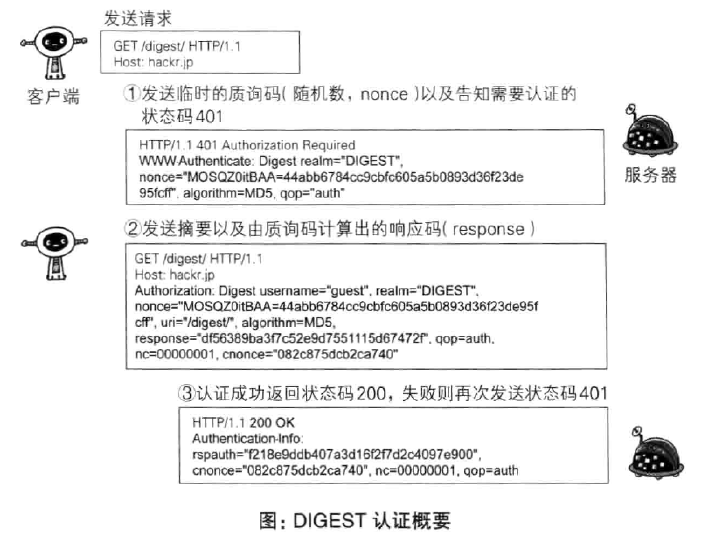 发送请求
GET /digest/ HTTP/1.1
Host: hackr.jp
客户端
①发送临时的质询码(随机数，nonce)以及告知需要认证的
状态码401
HTTP/1.1 401 Authorization Required
WWW-Authenticate: Digest realm="DIGEST",
nonce="MOSQZ0itBAA=44abb6784cc9cbfc605a5b0893d36f23de
95fcff", algorithm=MD5, qop="auth"
服务器
②发送摘要以及由质询码计算出的响应码(response)
GET /digest/ HTTP/1.1
Host: hackr.jp
Authorization: Digest username="guest", realm="DIGEST",
nonce="MOSQZ0itBAA=44abb6784cc9cbfc605a5b0893d36f23de95f
cff", uri="/digest/", algorithm=MD5,
response="df56389ba3f7c52e9d7551115d67472f", qop=auth,
nc=00000001, cnonce="082c875dcb2ca740"
③认证成功返回状态码200，失败则再次发送状态码401
HTTP/1.1 200 OK
Authentication-Info:
rspauth="f218e9ddb407a3d16f2f7d2c4097e900",
cnonce="082c875dcb2ca740", nc=00000001, qop=auth
图：DIGEST 认证概要